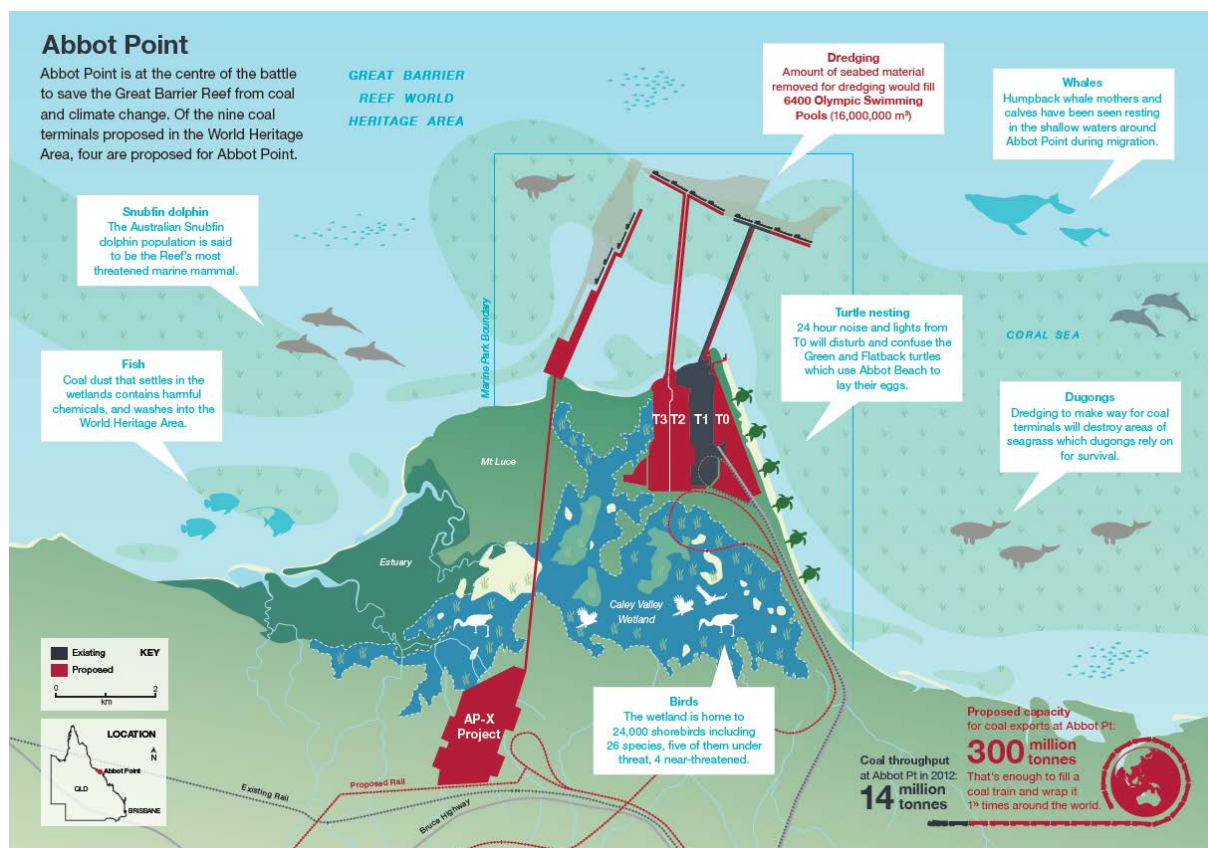 Abbot Point
Abbot Point is at the centre of the battle
to save the Great Barrier Reef from coal
and climate change. Of the nine coal
terminals proposed in the World Heritage
Area, four are proposed for Abbot Point.
GREAT BARRIER
REEF WORLD
HERITAGE AREA
Dredging
Amount of seabed material
removed for dredging would fill
6400 Olympic Swimming
Pools (16,000,000 m³)
Whales
Humpback whale mothers and
calves have been seen resting
in the shallow waters around
Abbot Point during migration.
Snubfin dolphin
The Australian Snubfin
dolphin population is said
to be the Reef's most
threatened marine mammal.
Marine Park Boundary
Turtle nesting
24 hour noise and lights from
T0 will disturb and confuse the
Green and Flatback turtles
which use Abbot Beach to
lay their eggs.
CORAL SEA
Fish
Coal dust that settles in the
wetlands contains harmful
chemicals, and washes into the
World Heritage Area.
Dugongs
Dredging to make way for coal
terminals will destroy areas of
seagrass which dugongs rely on
for survival.
T3 T2 T1 T0
Mt Luce
Estuary
Caley Valley
Wetland
Existing KEY
Proposed
0 2
km
LOCATION
N
Abbot Point
QLD
BRISBANE
AP-X
Project
Birds
The wetland is home to
24,000 shorebirds including
26 species, five of them under
threat, 4 near-threatened.
Proposed Rail
Existing Rail
Bruce Highway
Coal throughput
at Abbot Pt in 2012:
14 million
tonnes
Proposed capacity
for coal exports at Abbot Pt:
300 million
tonnes
That's enough to fill a
coal train and wrap it
times around the world.